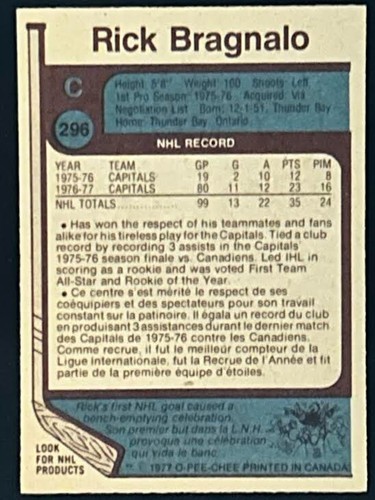 Rick Bragnalo
C
296
Height: 5'8" Weight: 160 Shoots: Left
1st Pro Season: 1975-76 Acquired: Via
Negotiation List Born: 12-1-51, Thunder Bay
Home: Thunder Bay, Ontario
NHL RECORD
YEAR TEAM GP G A PTS PIM
1975-76 CAPITALS 19 2 10 12 8
1976-77 CAPITALS 80 11 12 23 16
NHL TOTALS 99 13 22 35 24
• Has won the respect of his teammates and fans
alike for his tireless play for the Capitals. Tied a club
record by recording 3 assists in the Capitals'
1975-76 season finale vs. Canadiens. Led IHL in
scoring as a rookie and was voted First Team
All-Star and Rookie of the Year.
• Ce centre s'est mérité le respect de ses
coéquipiers et des spectateurs pour son travail
constant sur la patinoire. Il égala un record du club
en produisant 3 assistances durant le dernier match
des Capitals de 1975-76 contre les Canadiens.
Comme recrue, il fut le meilleur compteur de la
Ligue Internationale, fut la Recrue de l'Année et fit
partie de la première équipe d'étoiles.
Rick's first NHL goal caused a
bench-emptying celebration.
Son premier but dans la L.N.H.
provoqua une célébration
qui vida le banc.
LOOK
FOR NHL
PRODUCTS
© 1977 O-PEE-CHEE PRINTED IN CANADA